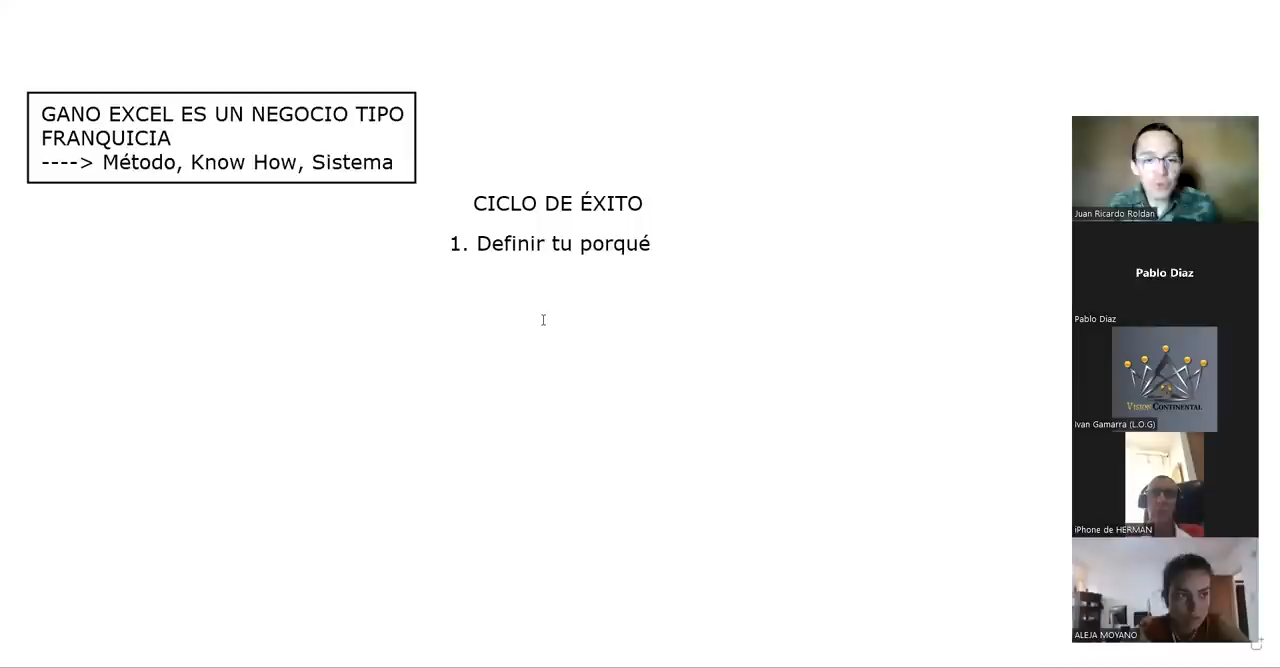 GANO EXCEL ES UN NEGOCIO TIPO
FRANQUICIA
----> Método, Know How, Sistema
CICLO DE ÉXITO
1. Definir tu porqué
Juan Ricardo Roldan
Pablo Diaz
Pablo Diaz
VISION CONTINENTAL
Ivan Gamarra (L.O.G)
iPhone de HERMAN
ALEJA MOYANO